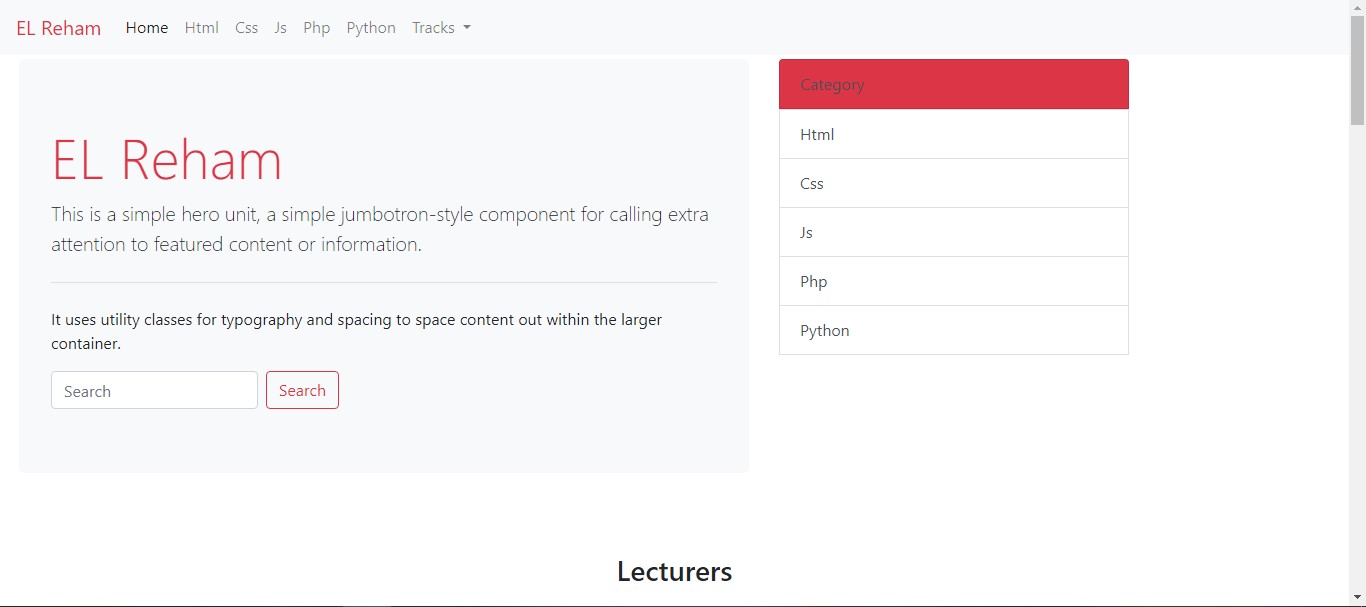 EL Reham Home Html Css Js Php Python Tracks
EL Reham
This is a simple hero unit, a simple jumbotron-style component for calling extra
attention to featured content or information.
It uses utility classes for typography and spacing to space content out within the larger
container.
Search Search
Category
Html
Css
Js
Php
Python
Lecturers